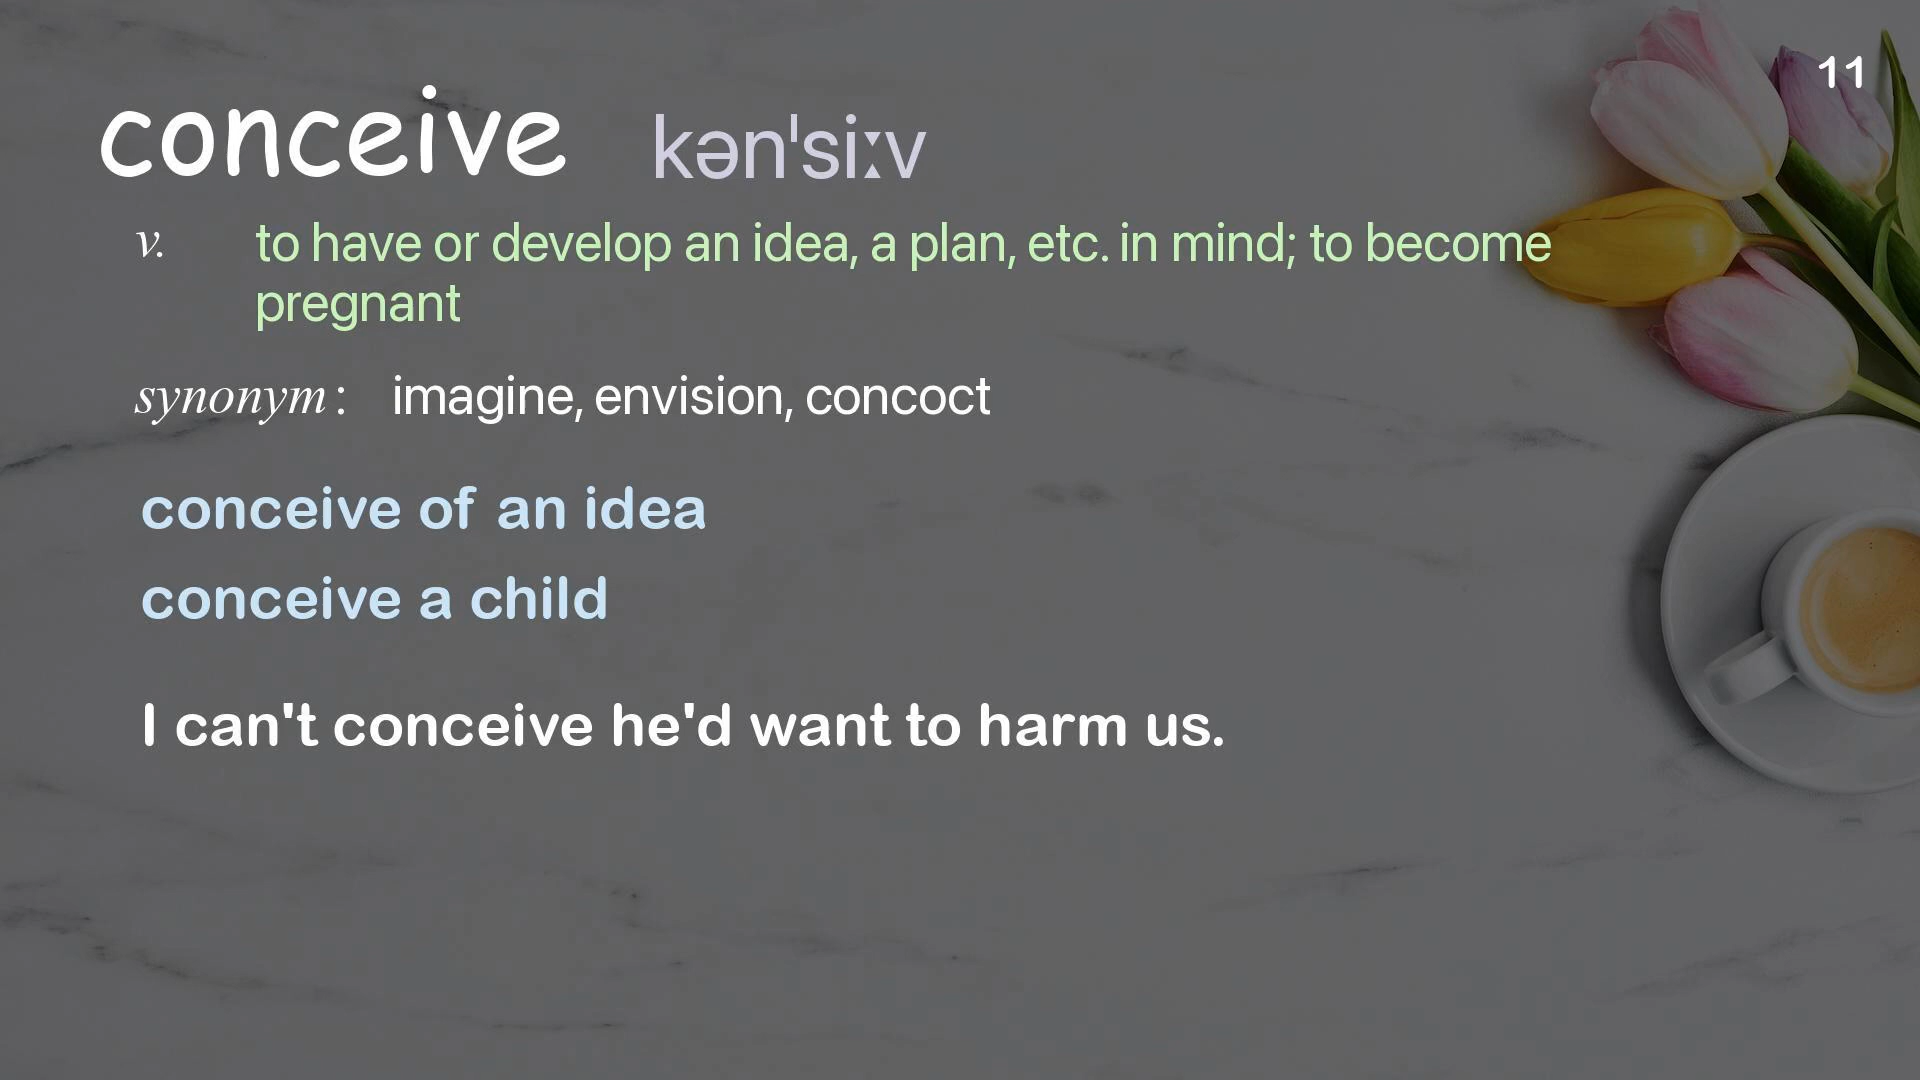 11
conceive kən'siːv
v. to have or develop an idea, a plan, etc. in mind; to become
pregnant
synonym: imagine, envision, concoct
conceive of an idea
conceive a child
I can't conceive he'd want to harm us.